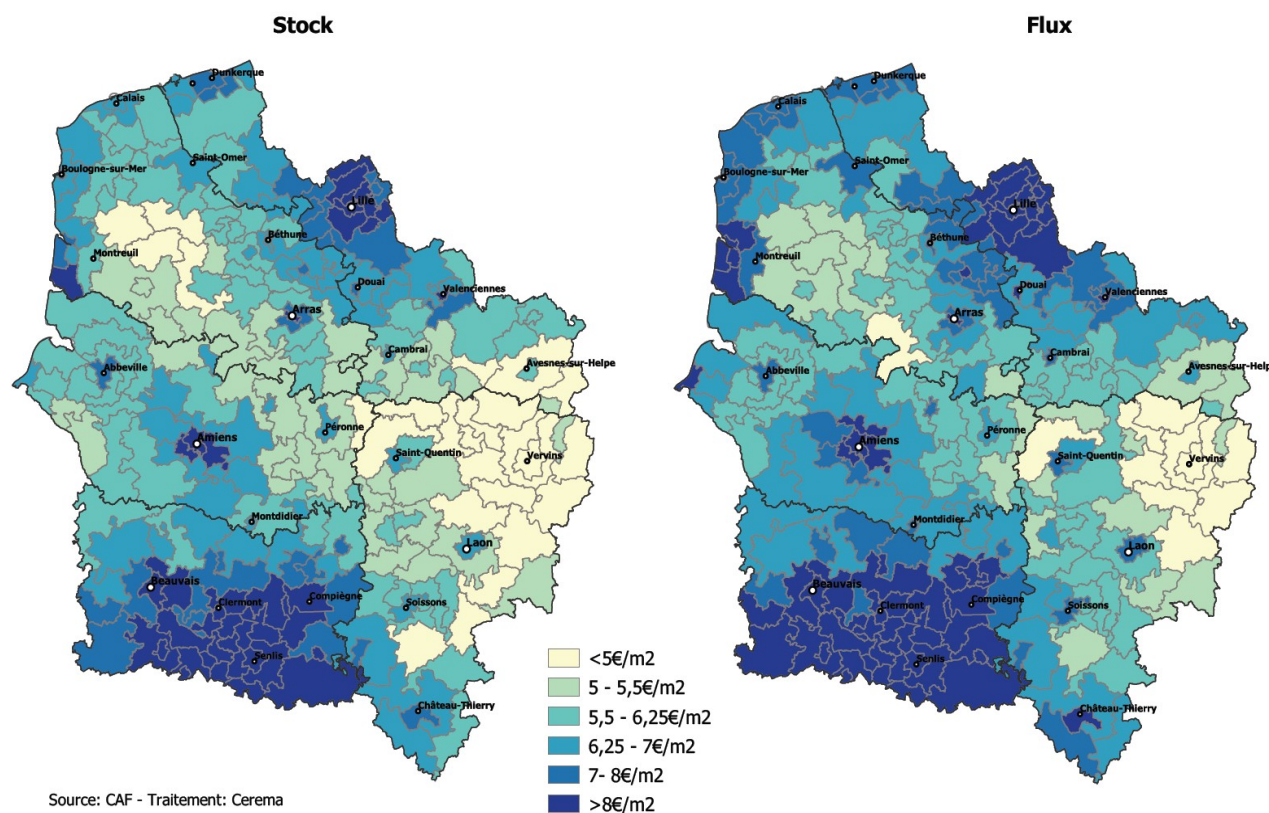 Stock
Dunkerque
Calais
Saint-Omer
Boulogne-sur-Mer
Lille
Béthune
Montreuil
Douai
Valenciennes
Arras
Cambrai
Avesnes-sur-Helpe
Abbeville
Péronne
Amiens
Saint-Quentin
Vervins
Montdidier
Laon
Beauvais
Compiègne
Clermont
Soissons
Senlis
Château-Thierry
Flux
Dunkerque
Calais
Saint-Omer
Boulogne-sur-Mer
Lille
Béthune
Montreuil
Douai
Valenciennes
Arras
Cambrai
Avesnes-sur-Help
Abbeville
Péronne
Amiens
Saint-Quentin
Vervins
Montdidier
Laon
Beauvais
Compiègne
Clermont
Soissons
Senlis
Château-Thierry
<5€/m2
5 - 5,5€/m2
5,5 - 6,25€/m2
6,25 - 7€/m2
7- 8€/m2
>8€/m2
Source: CAF - Traitement: Cerema